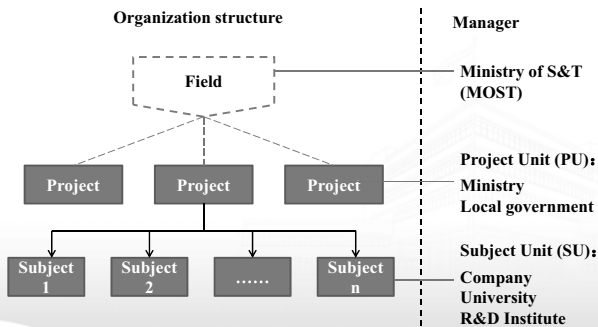 Organization structure
Manager
Field
Ministry of S&T
(MOST)
Project
Project
Project
Project Unit (PU)：
Ministry
Local government
Subject
1
Subject
2
……
Subject
n
Subject Unit (SU)：
Company
University
R&D Institute